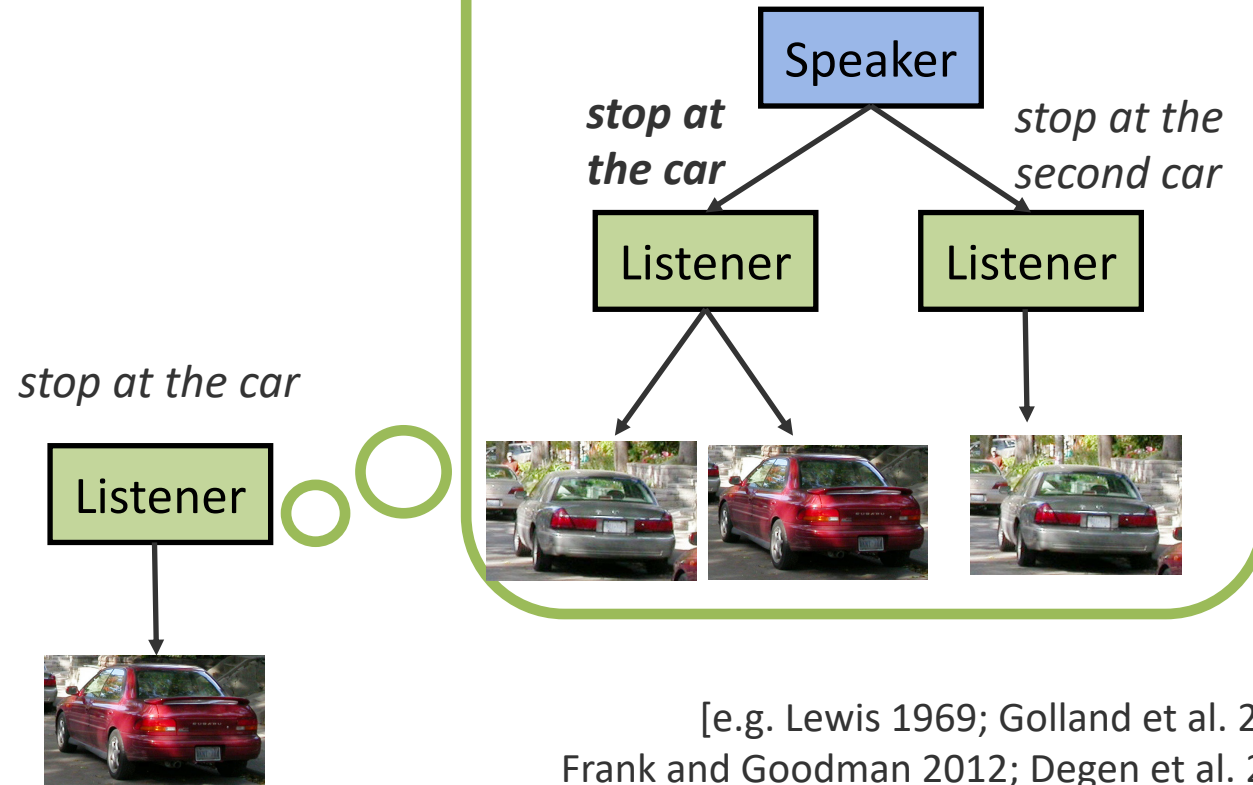 Speaker
stop at
the car
stop at the
second car
Listener
Listener
stop at the car
Listener
[e.g. Lewis 1969; Golland et al. 2
Frank and Goodman 2012; Degen et al. 2